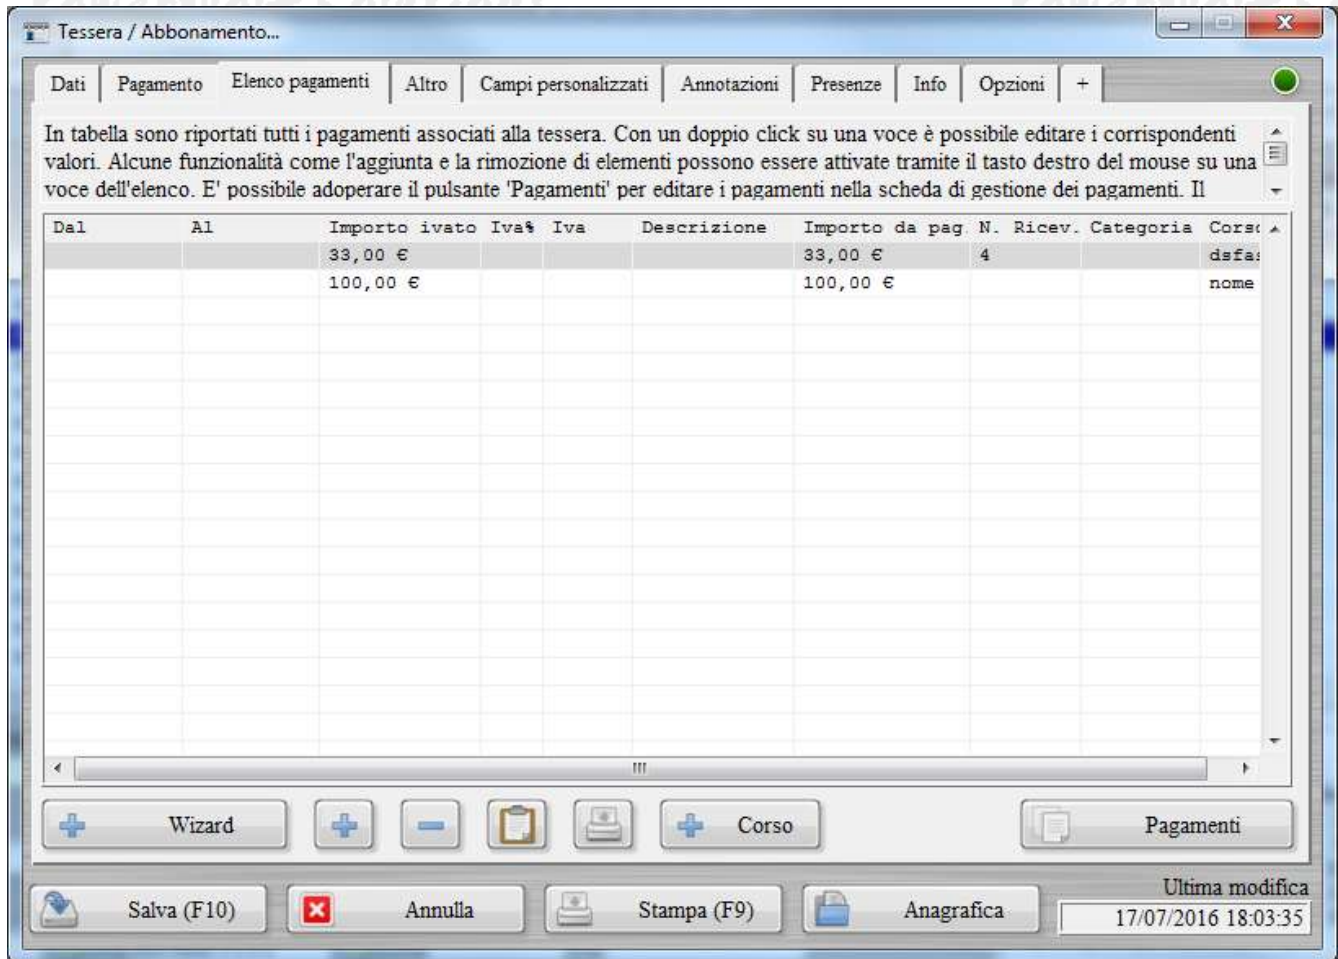 Tessera / Abbonamento...
Dati Pagamento Elenco pagamenti Altro Campi personalizzati Annotazioni Presenze Info Opzioni +
In tabella sono riportati tutti i pagamenti associati alla tessera. Con un doppio click su una voce è possibile editare i corrispondenti
valori. Alcune funzionalità come l'aggiunta e la rimozione di elementi possono essere attivate tramite il tasto destro del mouse su una
voce dell'elenco. E' possibile adoperare il pulsante 'Pagamenti' per editare i pagamenti nella scheda di gestione dei pagamenti. Il
Dal Al Importo ivato Iva% Iva Descrizione Importo da pag. N. Ricev. Categoria
33,00 € 33,00 € 4
100,00 € 100,00 € nome
Wizard Corso Pagamenti
Ultima modifica
Salva (F10) Annulla Stampa (F9) Anagrafica 17/07/2016 18:03:35